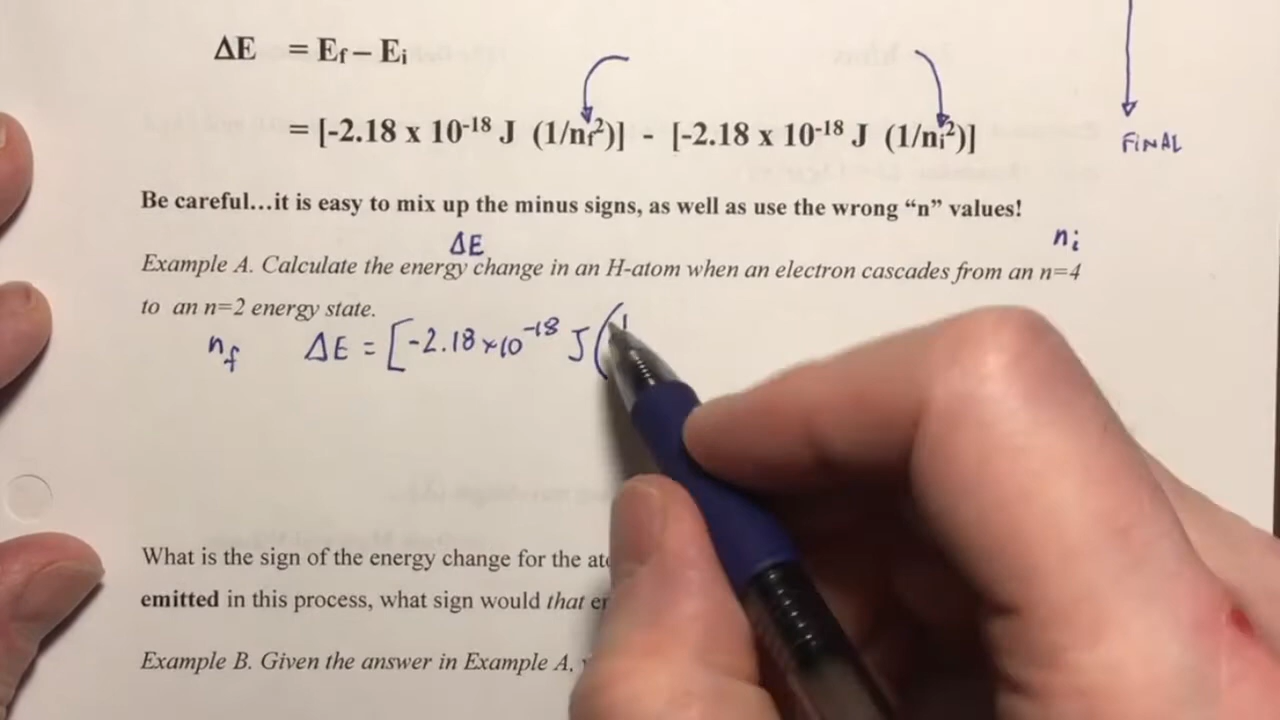 ΔE = Ef – Ei
= [-2.18 x 10⁻¹⁸ J (1/nf²)] - [-2.18 x 10⁻¹⁸ J (1/ni²)]
FINAL
Be careful…it is easy to mix up the minus signs, as well as use the wrong “n” values!
ΔE ni
Example A. Calculate the energy change in an H-atom when an electron cascades from an n=4
to an n=2 energy state.
nf ΔE = [-2.18 x 10⁻¹⁸ J (1
What is the sign of the energy change for the
emitted in this process, what sign would that
Example B. Given the answer in Example A,